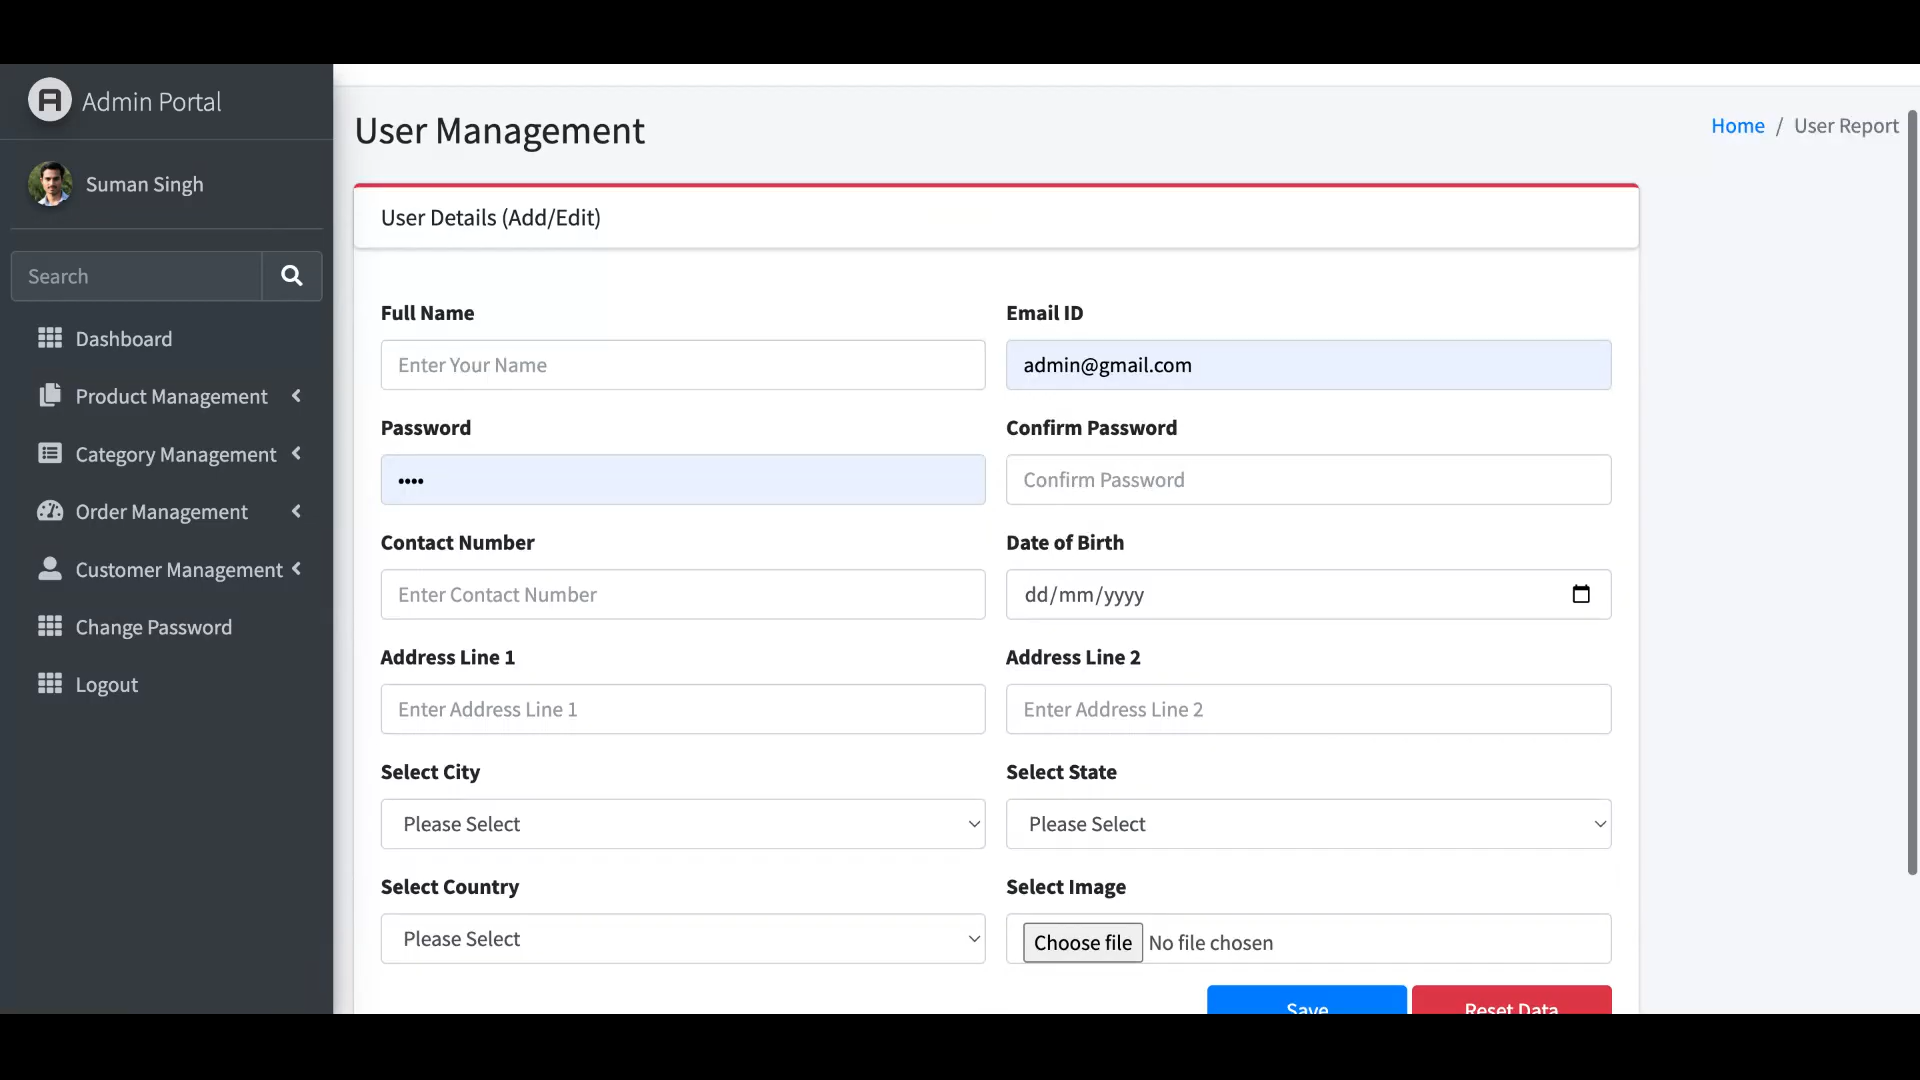 Admin Portal
Suman Singh
Search
Dashboard
Product Management
Category Management
Order Management
Customer Management
Change Password
Logout
User Management
Home / User Report
User Details (Add/Edit)
Full Name
Email ID
Enter Your Name
admin@gmail.com
Password
Confirm Password
••••
Confirm Password
Contact Number
Date of Birth
Enter Contact Number
dd/mm/yyyy
Address Line 1
Address Line 2
Enter Address Line 1
Enter Address Line 2
Select City
Select State
Please Select
Please Select
Select Country
Select Image
Please Select
Choose file No file chosen
Save
Reset Data